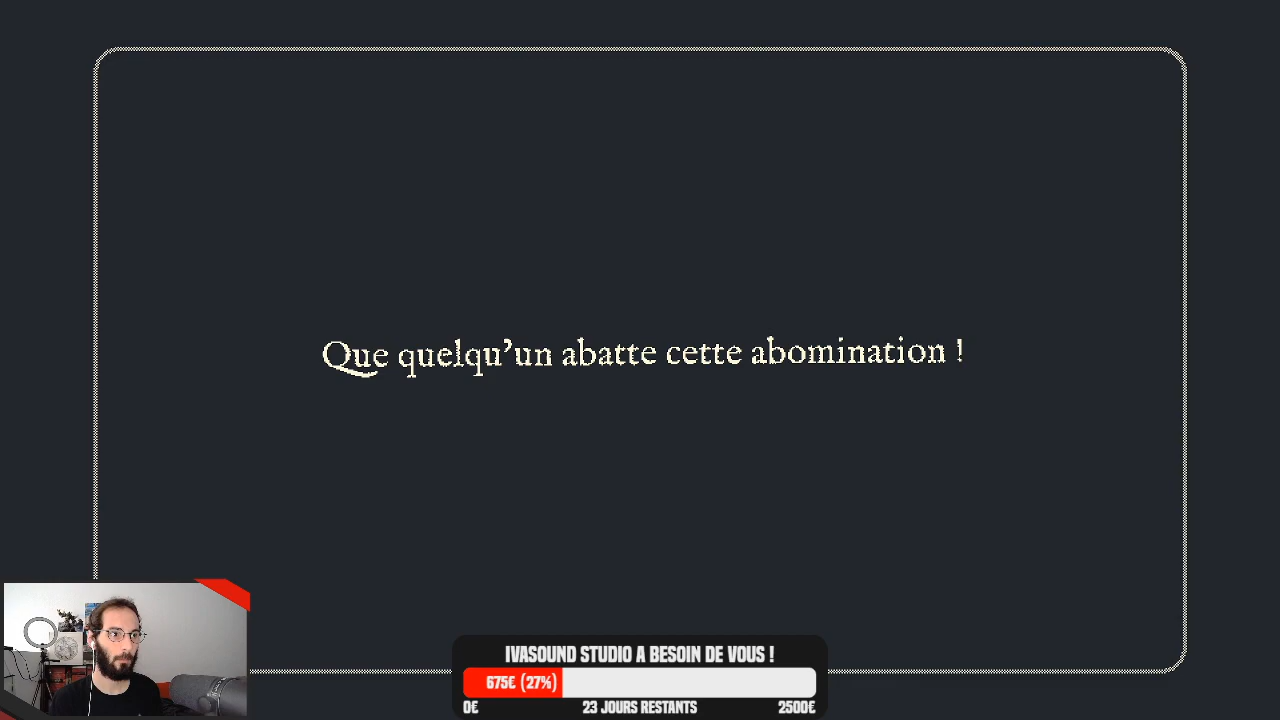 Que quelqu'un abatte cette abomination !
IVASOUND STUDIO A BESOIN DE VOUS !
675€ (27%)
0€ 23 JOURS RESTANTS 2500€